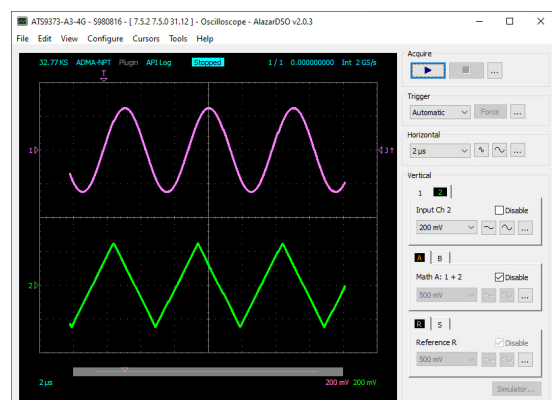 ATS9373-A3-4G - S980816 - [ 7.5.2 7.5.0 31.12 ] - Oscilloscope - AlazarDSO v2.0.3
File Edit View Configure Cursors Tools Help
32.77 KS ADMA-NPT Plugin API Log Stopped 1 / 1 0.000000000 Int 2 GS/s
T
1
J
2
2 µs 200 mV 200 mV
Acquire
...
Trigger
Automatic Force ...
Horizontal
2 µs ...
Vertical
1 2
Input Ch 2 Disable
200 mV ...
A B
Math A: 1 + 2 Disable
500 mV ...
R S
Reference R Disable
500 mV ...
Simulator...